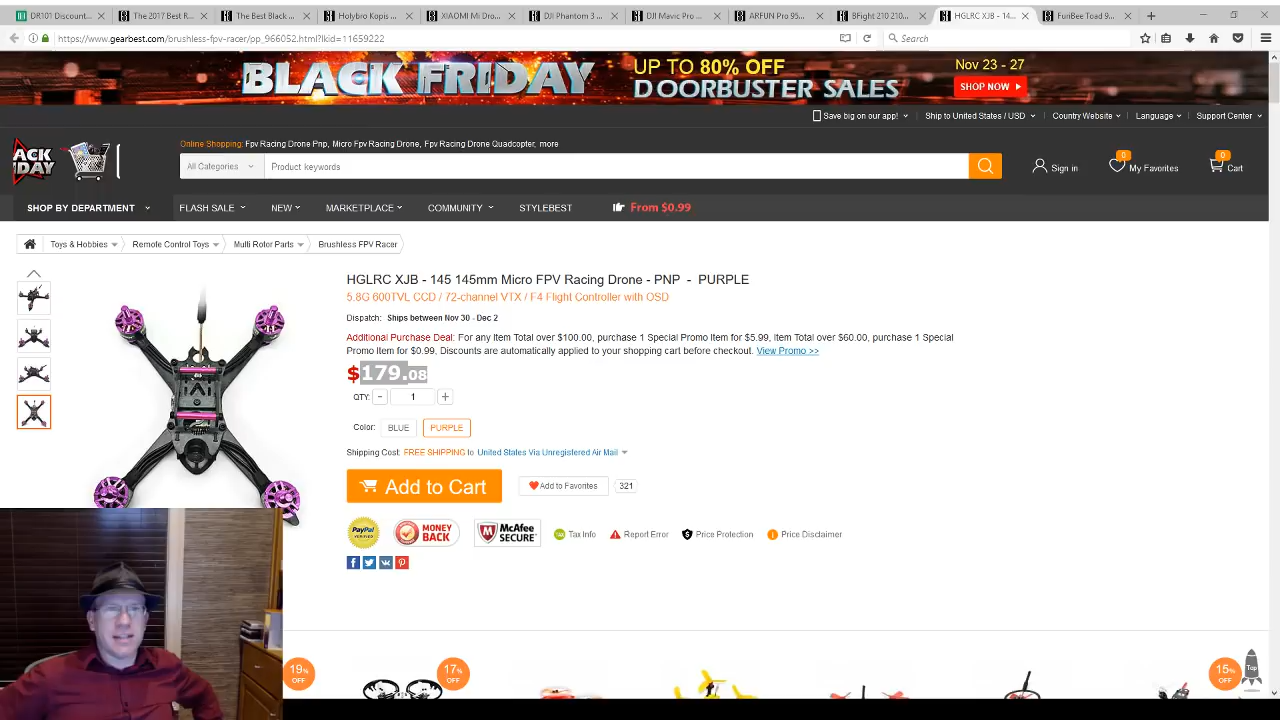 DR101 Discount...
The 2017 Best R...
The Best Black ...
Holybro Kopis ...
XIAOMI Mi Dro...
DJI Phantom 3 ...
DJI Mavic Pro ...
ARFUN Pro 95...
BFight 210 210...
HGLRC XJB - 14...
FuriBee Toad 9...
https://www.gearbest.com/brushless-fpv-racer/pp_966052.html?lkid=11659222
Search
BLACK FRIDAY
UP TO 80% OFF
DOORBUSTER SALES
Nov 23 - 27
SHOP NOW
Save big on our app!
Ship to United States / USD
Country Website
Language
Support Center
ACK
IDAY
Online Shopping: Fpv Racing Drone Pnp, Micro Fpv Racing Drone, Fpv Racing Drone Quadcopter, more
All Categories
Product keywords
Sign in
0
My Favorites
0
Cart
SHOP BY DEPARTMENT
FLASH SALE
NEW
MARKETPLACE
COMMUNITY
STYLEBEST
From $0.99
Toys & Hobbies
Remote Control Toys
Multi Rotor Parts
Brushless FPV Racer
HGLRC XJB - 145 145mm Micro FPV Racing Drone - PNP - PURPLE
5.8G 600TVL CCD / 72-channel VTX / F4 Flight Controller with OSD
Dispatch: Ships between Nov 30 - Dec 2
Additional Purchase Deal: For any Item Total over $100.00, purchase 1 Special Promo Item for $5.99, Item Total over $60.00, purchase 1 Special
Promo Item for $0.99, Discounts are automatically applied to your shopping cart before checkout. View Promo >>
$179.08
QTY: - 1 +
Color: BLUE PURPLE
Shipping Cost: FREE SHIPPING to United States Via Unregistered Air Mail
Add to Cart
Add to Favorites
321
PayPal
VERIFIED
MONEY
BACK
McAfee
SECURE
Tax Info
Report Error
Price Protection
Price Disclaimer
19%
OFF
17%
OFF
15%
OFF
Top